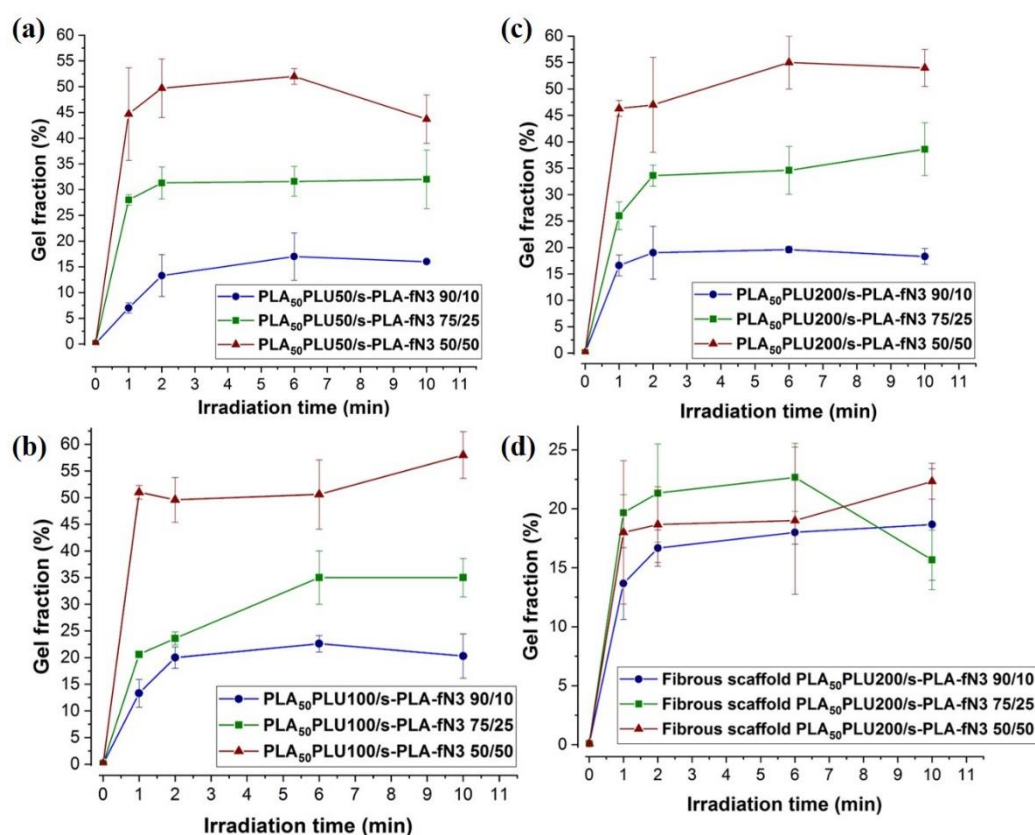 (a)
60
55
50
45
40
35
30
25
20
15
10
5
0
Gel fraction (%)
PLA50PLU50/s-PLA-fN3 90/10
PLA50PLU50/s-PLA-fN3 75/25
PLA50PLU50/s-PLA-fN3 50/50
0 1 2 3 4 5 6 7 8 9 10 11
Irradiation time (min)
(c)
60
55
50
45
40
35
30
25
20
15
10
5
0
Gel fraction (%)
PLA50PLU200/s-PLA-fN3 90/10
PLA50PLU200/s-PLA-fN3 75/25
PLA50PLU200/s-PLA-fN3 50/50
0 1 2 3 4 5 6 7 8 9 10 11
Irradiation time (min)
(b)
60
55
50
45
40
35
30
25
20
15
10
5
0
Gel fraction (%)
PLA50PLU100/s-PLA-fN3 90/10
PLA50PLU100/s-PLA-fN3 75/25
PLA50PLU100/s-PLA-fN3 50/50
0 1 2 3 4 5 6 7 8 9 10 11
Irradiation time (min)
(d)
25
20
15
10
5
0
Gel fraction (%)
Fibrous scaffold PLA50PLU200/s-PLA-fN3 90/10
Fibrous scaffold PLA50PLU200/s-PLA-fN3 75/25
Fibrous scaffold PLA50PLU200/s-PLA-fN3 50/50
0 1 2 3 4 5 6 7 8 9 10 11
Irradiation time (min)